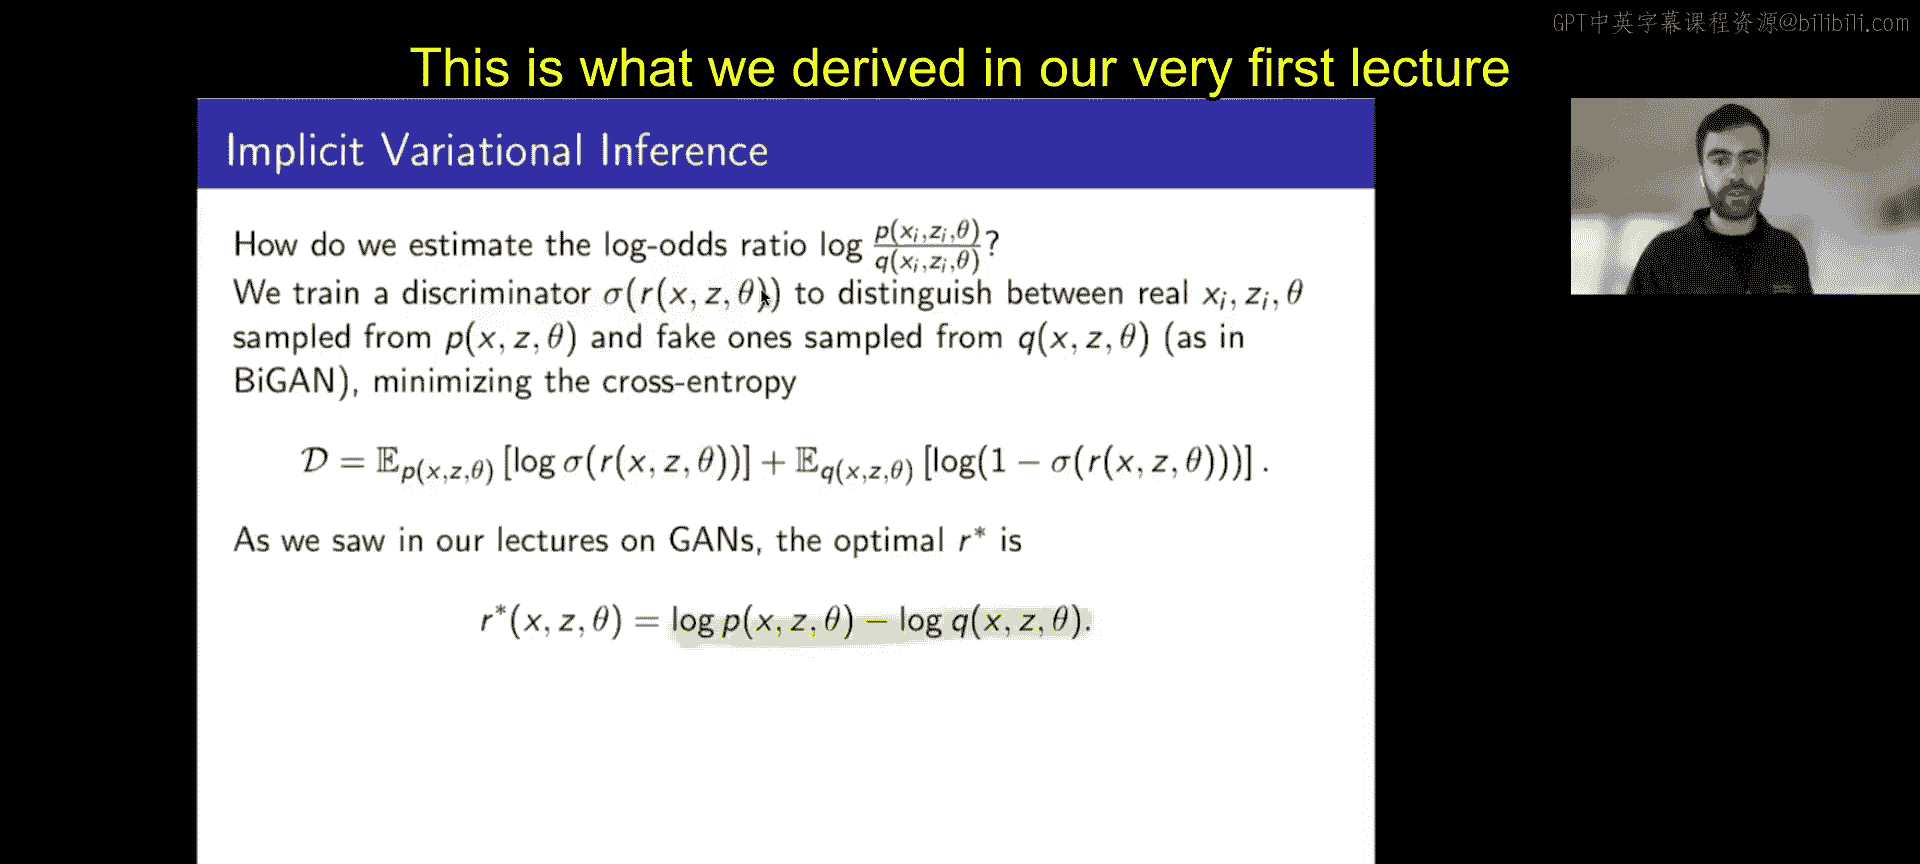 GPT中英字幕课程资源@bilibili.com
This is what we derived in our very first lecture
Implicit Variational Inference
How do we estimate the log-odds ratio log p(xᵢ,zᵢ,θ)/q(xᵢ,zᵢ,θ)?
We train a discriminator σ(r(x, z, θ)) to distinguish between real xᵢ, zᵢ, θ
sampled from p(x, z, θ) and fake ones sampled from q(x, z, θ) (as in
BiGAN), minimizing the cross-entropy
𝒟 = 𝔼_{p(x,z,θ)} [log σ(r(x, z, θ))] + 𝔼_{q(x,z,θ)} [log(1 − σ(r(x, z, θ)))] .
As we saw in our lectures on GANs, the optimal r* is
r*(x, z, θ) = log p(x, z, θ) − log q(x, z, θ).